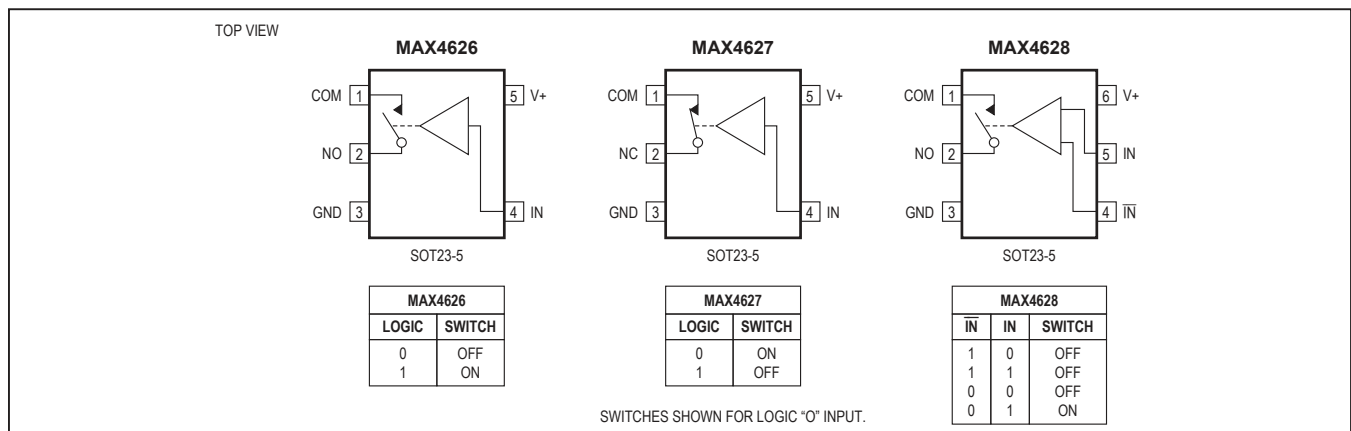 TOP VIEW
MAX4626
COM 1
5 V+
NO 2
GND 3
4 IN
SOT23-5
MAX4626
LOGIC SWITCH
0 OFF
1 ON
MAX4627
COM 1
5 V+
NC 2
GND 3
4 IN
SOT23-5
MAX4627
LOGIC SWITCH
0 ON
1 OFF
MAX4628
COM 1
6 V+
NO 2
5 IN
GND 3
4 I̅N̅
SOT23-5
MAX4628
I̅N̅ IN SWITCH
1 0 OFF
1 1 OFF
0 0 OFF
0 1 ON
SWITCHES SHOWN FOR LOGIC “O” INPUT.